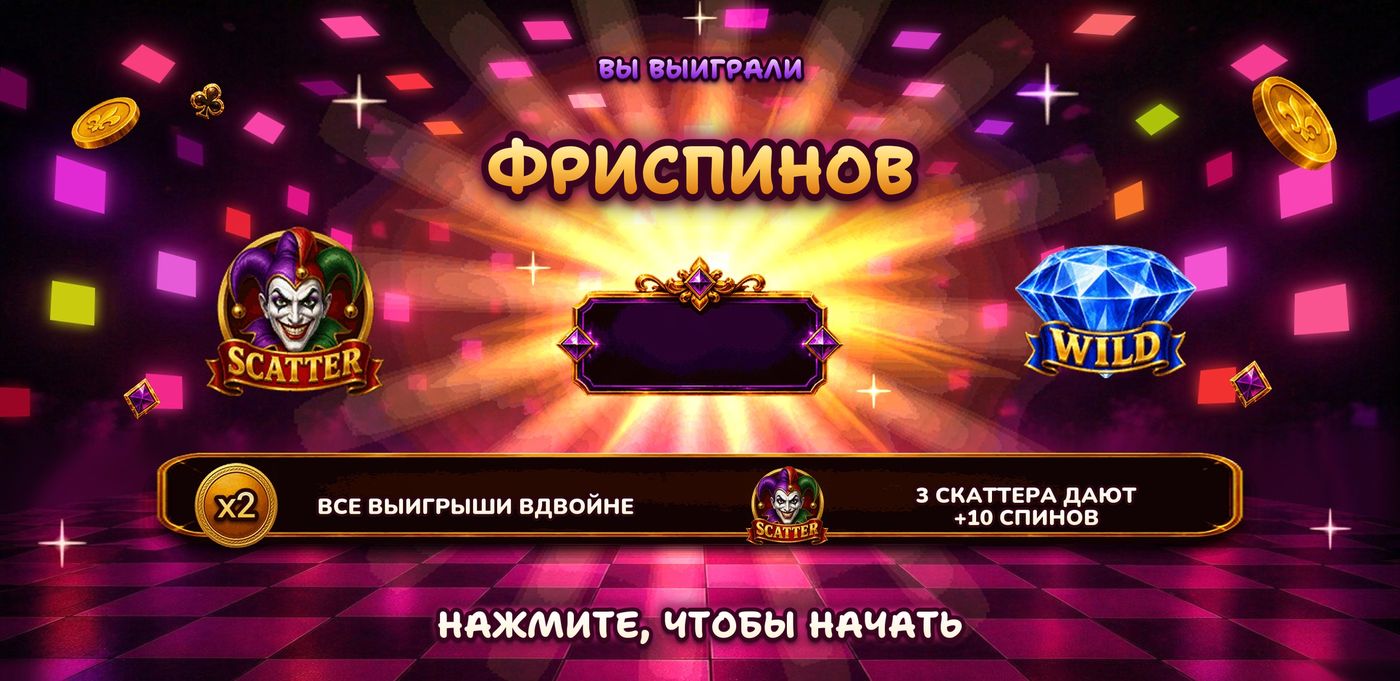 ВЫ ВЫИГРАЛИ
ФРИСПИНОВ
SCATTER
WILD
x2
ВСЕ ВЫИГРЫШИ ВДВОЙНЕ
SCATTER
3 СКАТТЕРА ДАЮТ
+10 СПИНОВ
НАЖМИТЕ, ЧТОБЫ НАЧАТЬ